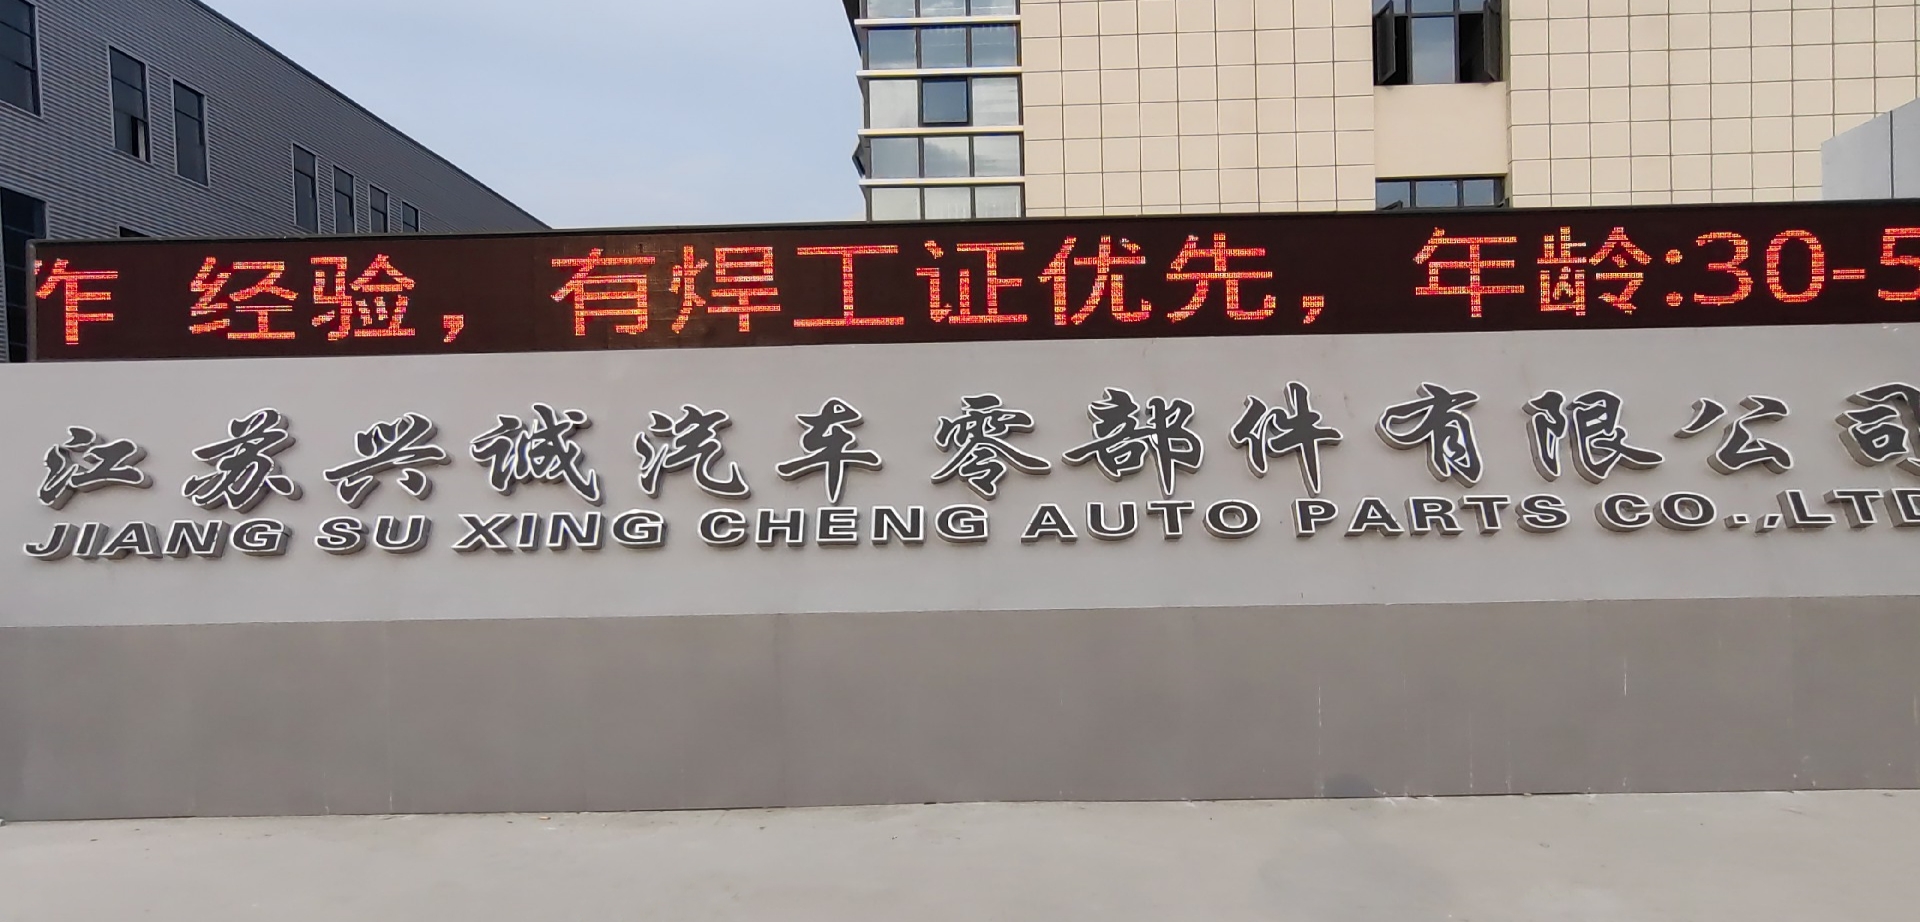 作 经验，有焊工证优先， 年龄:30-5
江苏兴诚汽车零部件有限公司
JIANG SU XING CHENG AUTO PARTS CO.,LTD